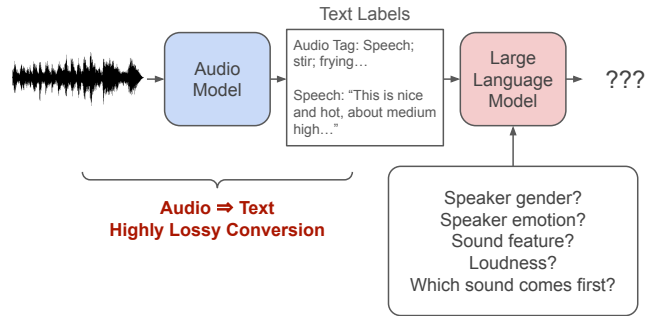 Text Labels
Audio
Model
Audio Tag: Speech;
stir; frying…
Speech: “This is nice
and hot, about medium
high…”
Large
Language
Model
???
Audio ⇒ Text
Highly Lossy Conversion
Speaker gender?
Speaker emotion?
Sound feature?
Loudness?
Which sound comes first?